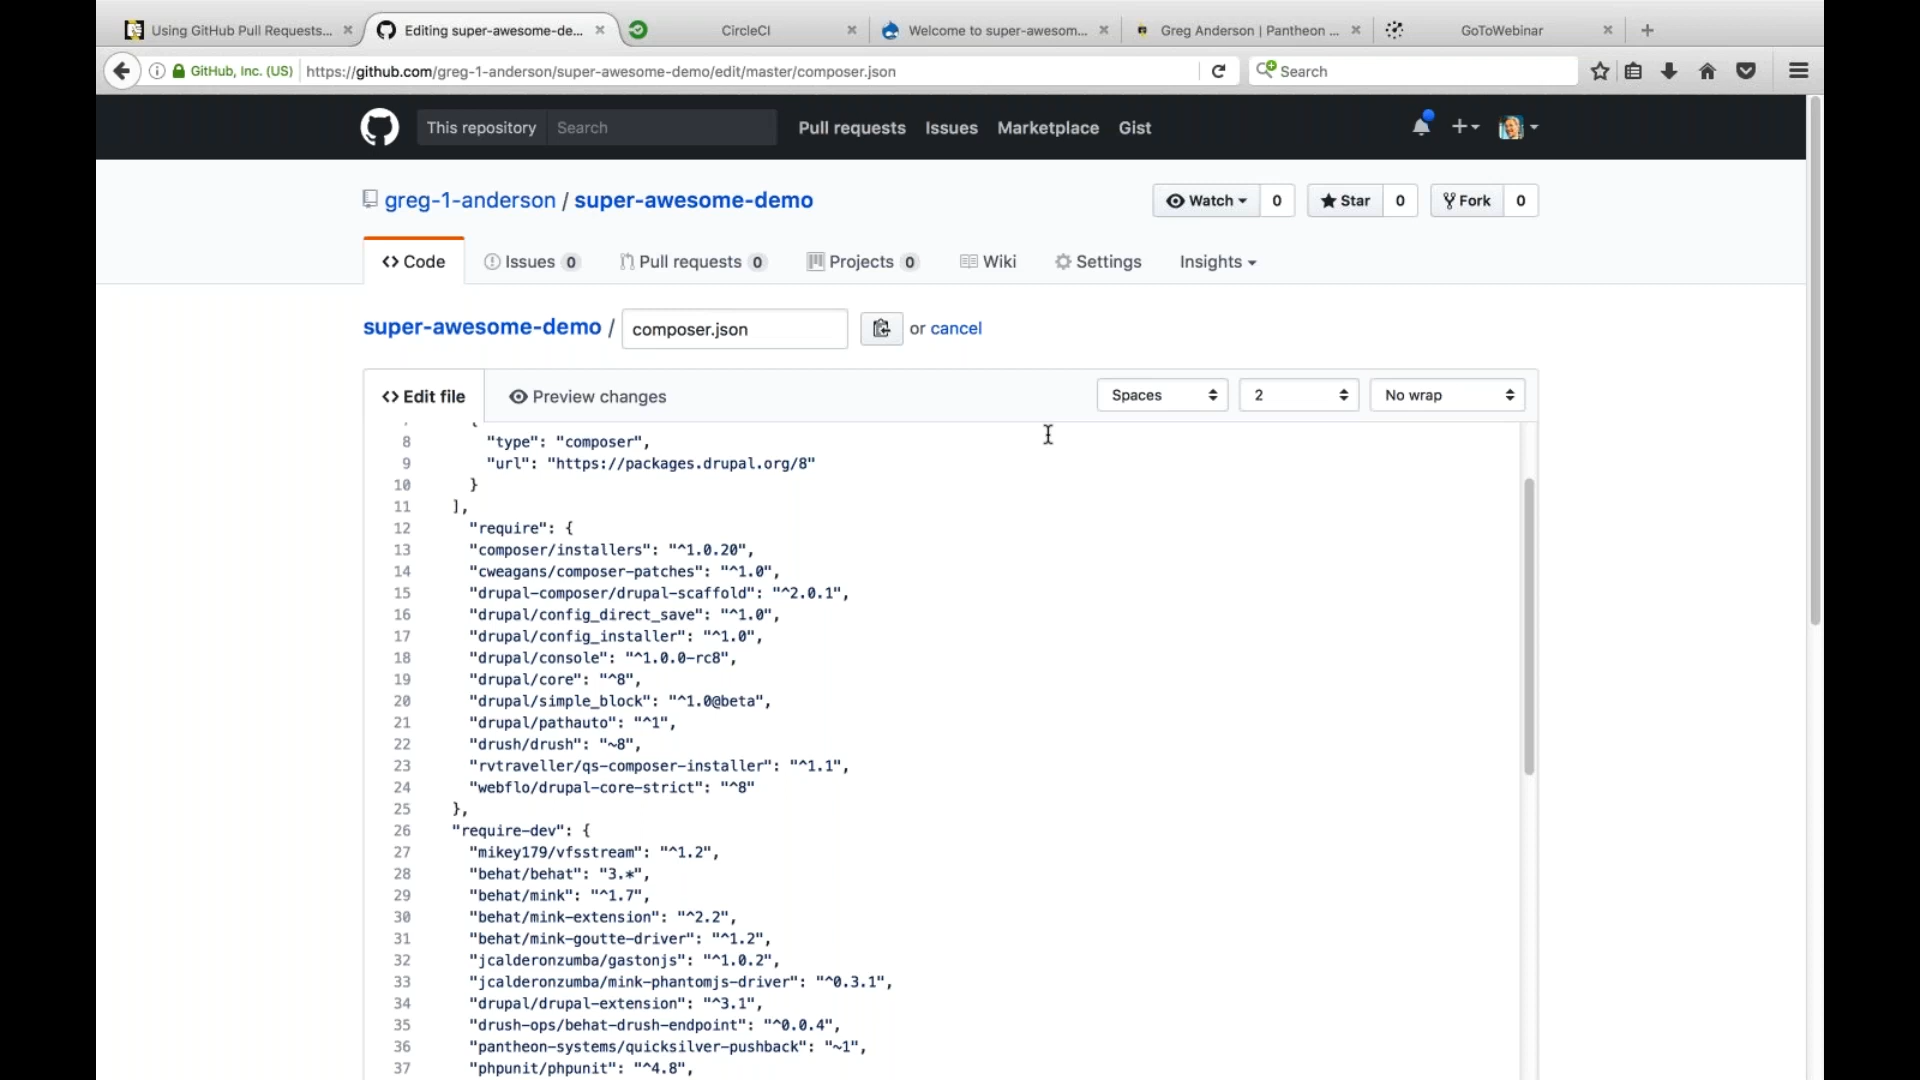 Using GitHub Pull Requests...
Editing super-awesome-de...
CircleCI
Welcome to super-awesom...
Greg Anderson | Pantheon ...
GoToWebinar
GitHub, Inc. (US)
https://github.com/greg-1-anderson/super-awesome-demo/edit/master/composer.json
Search
This repository
Search
Pull requests
Issues
Marketplace
Gist
greg-1-anderson / super-awesome-demo
Watch 0
Star 0
Fork 0
Code
Issues 0
Pull requests 0
Projects 0
Wiki
Settings
Insights
super-awesome-demo / composer.json
or cancel
Edit file
Preview changes
Spaces
2
No wrap
8 "type": "composer",
9 "url": "https://packages.drupal.org/8"
10 }
11 ],
12 "require": {
13 "composer/installers": "^1.0.20",
14 "cweagans/composer-patches": "^1.0",
15 "drupal-composer/drupal-scaffold": "^2.0.1",
16 "drupal/config_direct_save": "^1.0",
17 "drupal/config_installer": "^1.0",
18 "drupal/console": "^1.0.0-rc8",
19 "drupal/core": "^8",
20 "drupal/simple_block": "^1.0@beta",
21 "drupal/pathauto": "^1",
22 "drush/drush": "~8",
23 "rvtraveller/qs-composer-installer": "^1.1",
24 "webflo/drupal-core-strict": "^8"
25 },
26 "require-dev": {
27 "mikey179/vfsstream": "^1.2",
28 "behat/behat": "3.*",
29 "behat/mink": "^1.7",
30 "behat/mink-extension": "^2.2",
31 "behat/mink-goutte-driver": "^1.2",
32 "jcalderonzumba/gastonjs": "^1.0.2",
33 "jcalderonzumba/mink-phantomjs-driver": "^0.3.1",
34 "drupal/drupal-extension": "^3.1",
35 "drush-ops/behat-drush-endpoint": "^0.0.4",
36 "pantheon-systems/quicksilver-pushback": "~1",
37 "phpunit/phpunit": "^4.8",